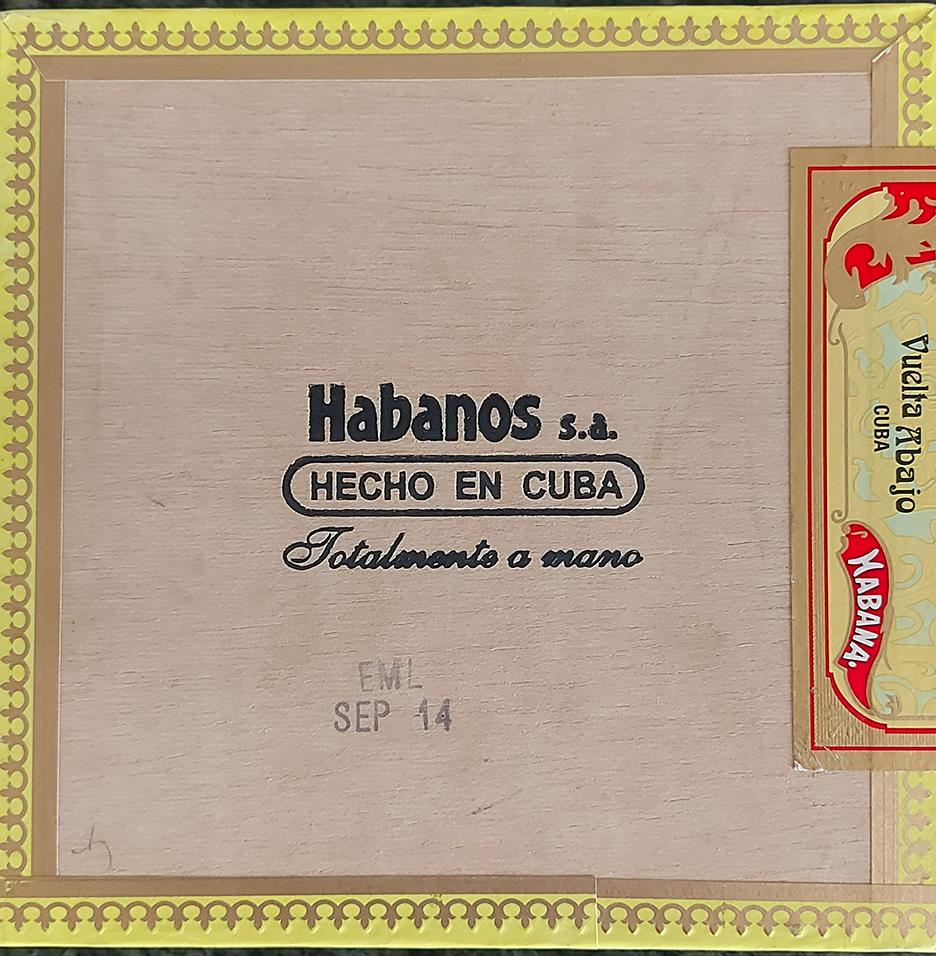 Habanos s.a.
HECHO EN CUBA
Totalmente a mano
EML
SEP 14
Vuelta Abajo
CUBA
HABANA.